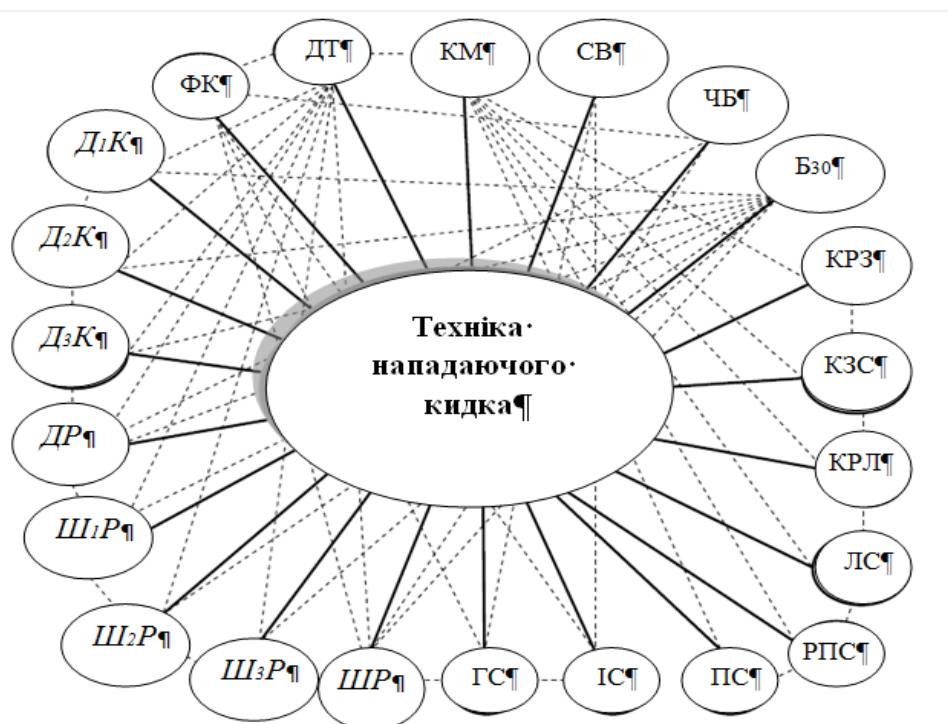 ДТ¶
КМ¶
СВ¶
ФК¶
ЧБ¶
Д1К¶
Б30¶
Д2К¶
КРЗ¶
Техніка·
нападаючого·
кидка¶
Д3К¶
КЗС¶
ДР¶
КРЛ¶
Ш1Р¶
ЛС¶
Ш2Р¶
РПС¶
Ш3Р¶
ШР¶
ГС¶
ІС¶
ПС¶